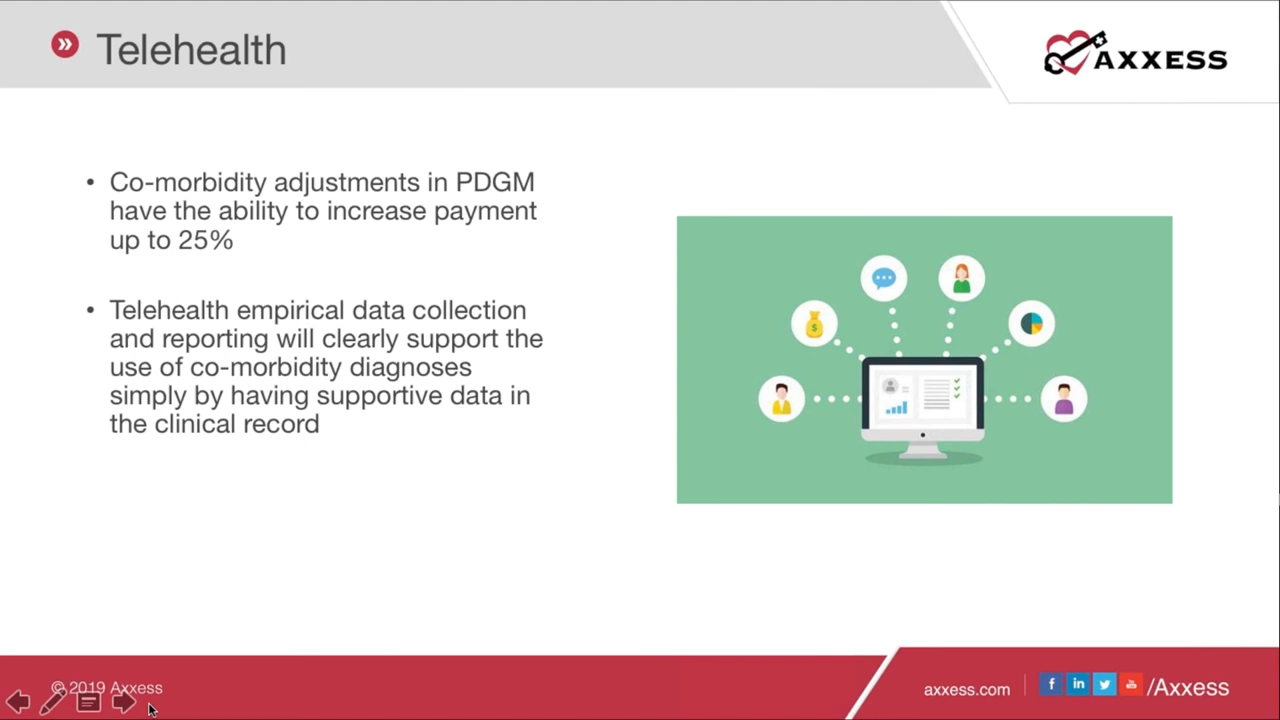 Telehealth
AXXESS
• Co-morbidity adjustments in PDGM
have the ability to increase payment
up to 25%
• Telehealth empirical data collection
and reporting will clearly support the
use of co-morbidity diagnoses
simply by having supportive data in
the clinical record
© 2019 Axxess
axxess.com
/Axxess